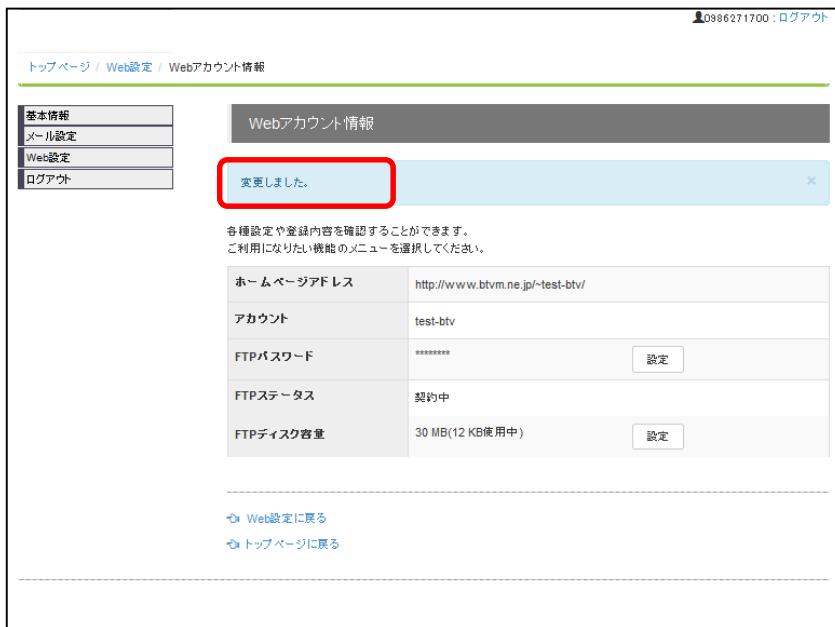 0986271700 : ログアウト
トップページ / Web設定 / Webアカウント情報
基本情報
メール設定
Web設定
ログアウト
Webアカウント情報
変更しました。 ×
各種設定や登録内容を確認することができます。
ご利用になりたい機能のメニューを選択してください。
ホームページアドレス http://www.btvm.ne.jp/~test-btv/
アカウント test-btv
FTPパスワード ******** 設定
FTPステータス 契約中
FTPディスク容量 30 MB(12 KB使用中) 設定
Web設定に戻る
トップページに戻る